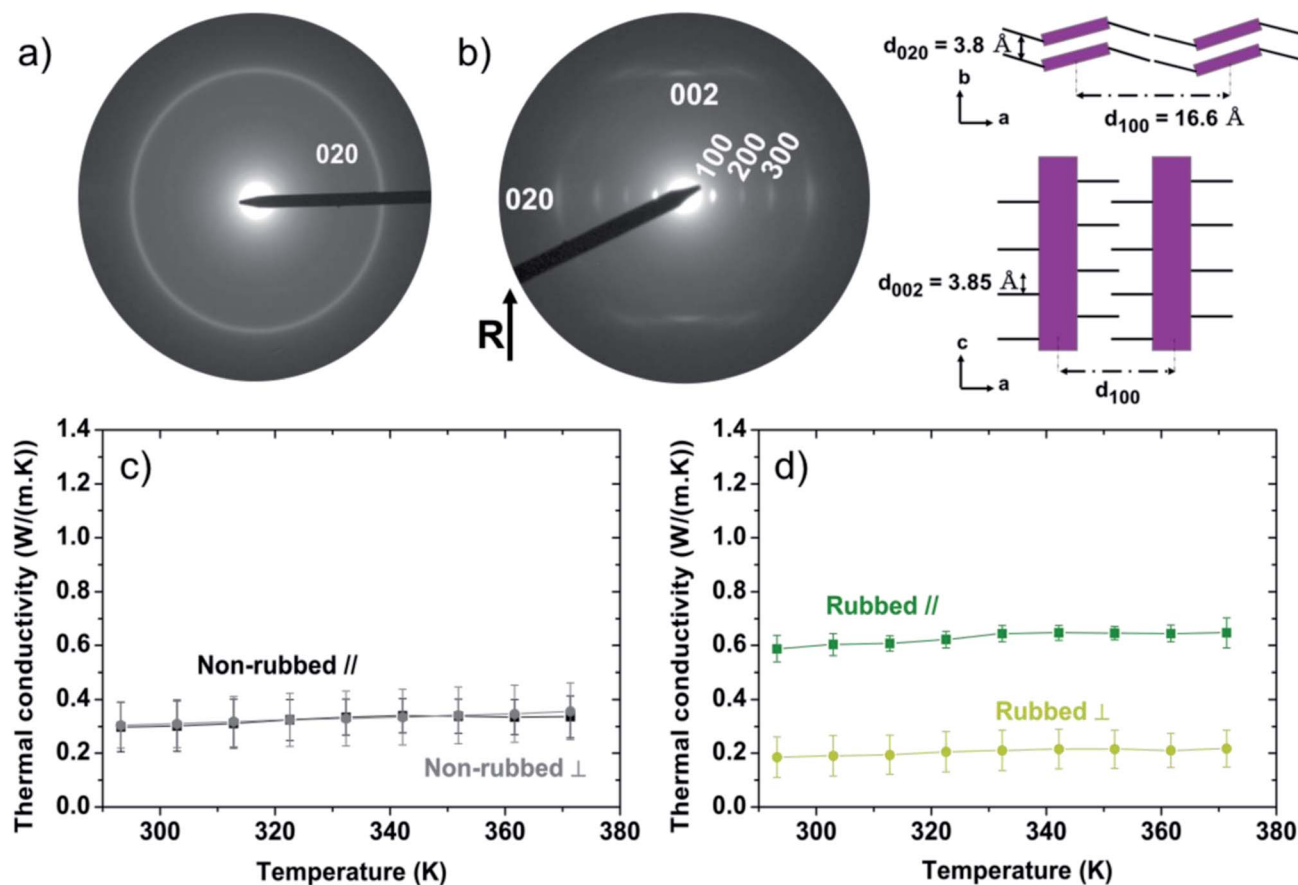 a)
020
b)
002
100
200
300
020
R
d020 = 3.8 Å
b
a
d100 = 16.6 Å
d002 = 3.85 Å
c
a
d100
c)
Thermal conductivity (W/(m.K))
1.4
1.2
1.0
0.8
0.6
0.4
0.2
0.0
Non-rubbed //
Non-rubbed ⊥
300 320 340 360 380
Temperature (K)
d)
Thermal conductivity (W/(m.K))
1.4
1.2
1.0
0.8
0.6
0.4
0.2
0.0
Rubbed //
Rubbed ⊥
300 320 340 360 380
Temperature (K)